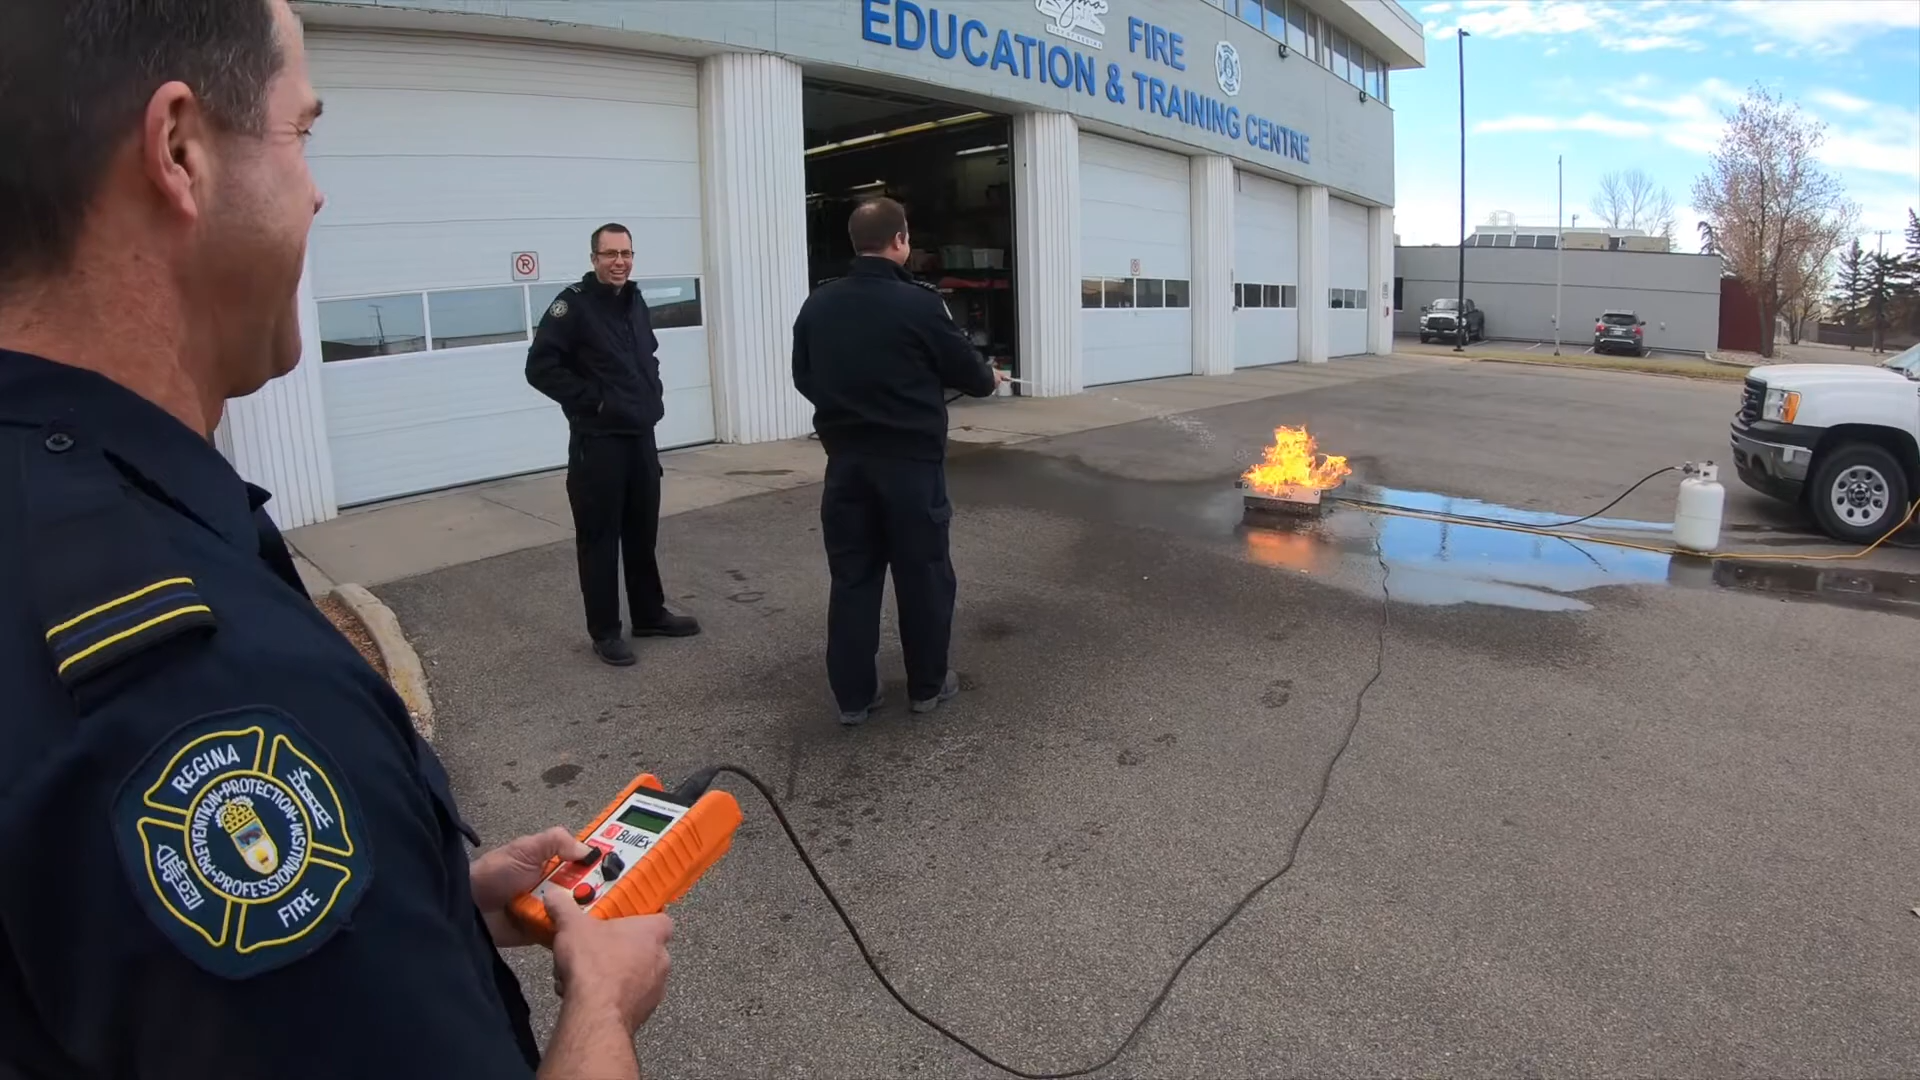 FIRE
EDUCATION & TRAINING CENTRE
REGINA
PREVENTION•PROTECTION•
PROFESSIONALISM•
FIRE
BullEx